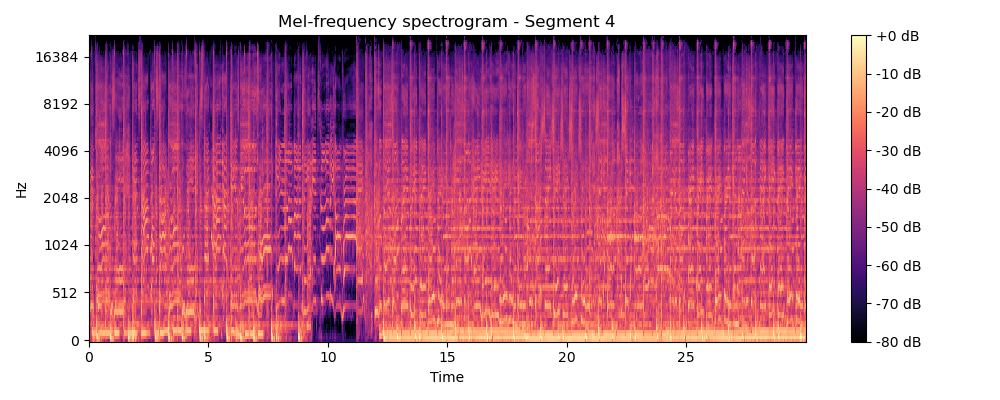 Mel-frequency spectrogram - Segment 4
Hz
16384
8192
4096
2048
1024
512
0
0 5 10 15 20 25
Time
+0 dB
-10 dB
-20 dB
-30 dB
-40 dB
-50 dB
-60 dB
-70 dB
-80 dB